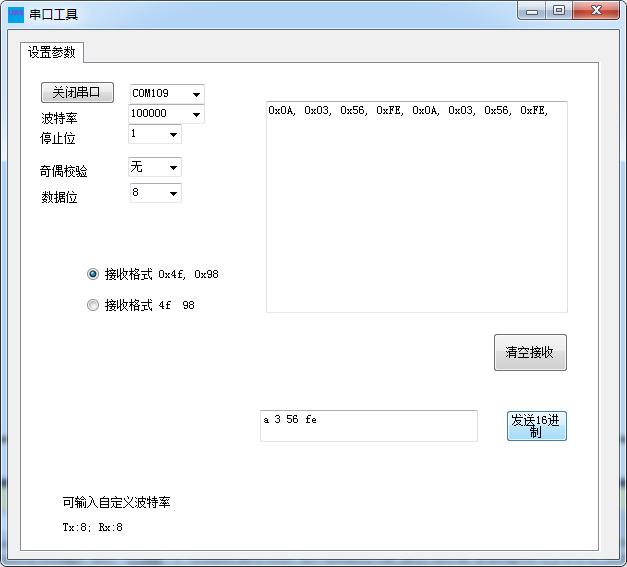 串口工具
设置参数
关闭串口 COM109
波特率 100000
停止位 1
奇偶校验 无
数据位 8
0x0A, 0x03, 0x56, 0xFE, 0x0A, 0x03, 0x56, 0xFE,
接收格式 0x4f, 0x98
接收格式 4f 98
清空接收
a 3 56 fe
发送16进
制
可输入自定义波特率
Tx:8; Rx:8